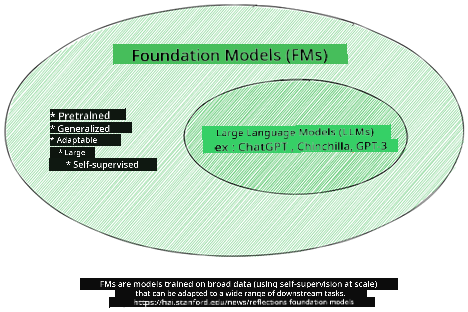 Foundation Models (FMs)
* Pretrained
* Generalized
* Adaptable
* Large
* Self-supervised
Large Language Models (LLMs)
ex : ChatGPT , Chinchilla, GPT 3
FMs are models trained on broad data (using self-supervision at scale)
that can be adapted to a wide range of downstream tasks.
https://hai.stanford.edu/news/reflections foundation models